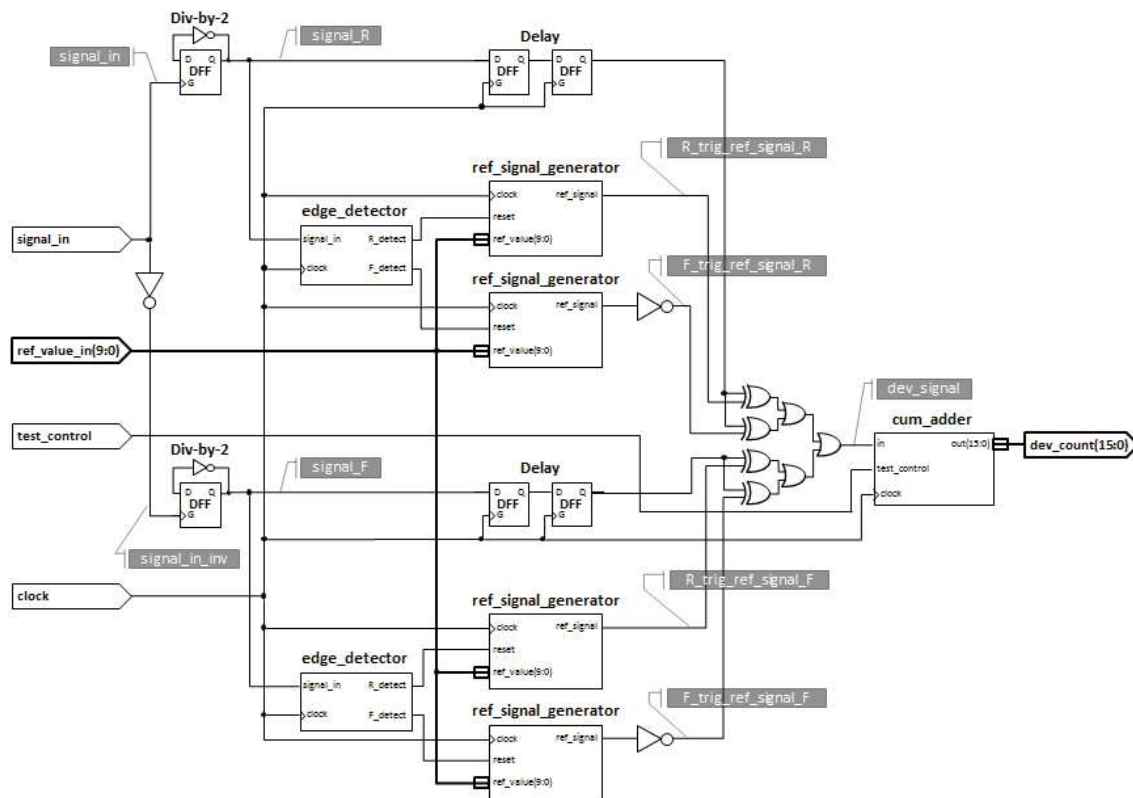 Div-by-2
signal_in
D Q
DFF
G
signal_R
Delay
D Q
DFF
G
D Q
DFF
G
R_trig_ref_signal_R
ref_signal_generator
clock
ref_signal
reset
ref_value(9:0)
edge_detector
signal_in
R_detect
clock
F_detect
signal_in
F_trig_ref_signal_R
ref_signal_generator
clock
ref_signal
reset
ref_value(9:0)
ref_value_in(9:0)
dev_signal
cum_adder
in
out(15:0)
test_control
clock
dev_count(15:0)
test_control
Div-by-2
D Q
DFF
G
signal_F
Delay
D Q
DFF
G
D Q
DFF
G
signal_in_inv
clock
R_trig_ref_signal_F
ref_signal_generator
clock
ref_signal
reset
ref_value(9:0)
edge_detector
signal_in
R_detect
clock
F_detect
F_trig_ref_signal_F
ref_signal_generator
clock
ref_signal
reset
ref_value(9:0)